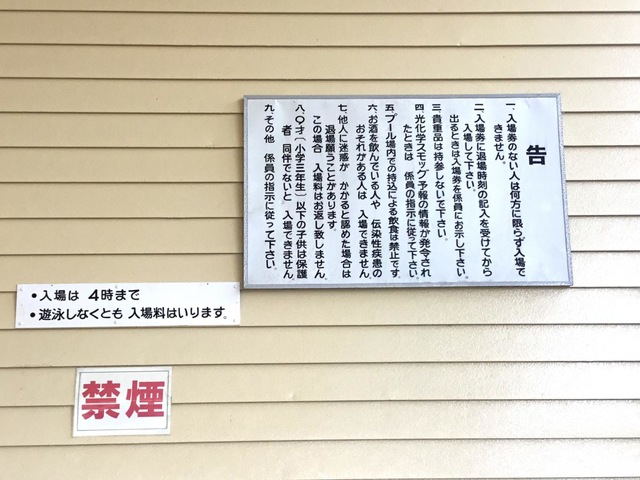 告
一、入場券のない人は何方に限らず入場で
きません。
二、入場券に退場時刻の記入を受けてから
入場して下さい。
出るときは入場券を係員にお示し下さい。
三、貴重品は持参しないで下さい。
四、光化学スモッグ予報の情報が発令され
たときは 係員の指示に従って下さい。
五、プール場内での持込による飲食は禁止です。
六、お酒を飲んでいる人や 伝染性疾患の
おそれがある人は 入場できません。
七、他人に迷惑が かかると認めた場合は
退場願うことがあります。
この場合 入場料はお返し致しません。
八、〇才(小学三年生)以下の子供は保護
者 同伴でないと 入場できません。
九、その他 係員の指示に従って下さい。
・入場は 4時まで
・遊泳しなくとも 入場料はいります。
禁煙